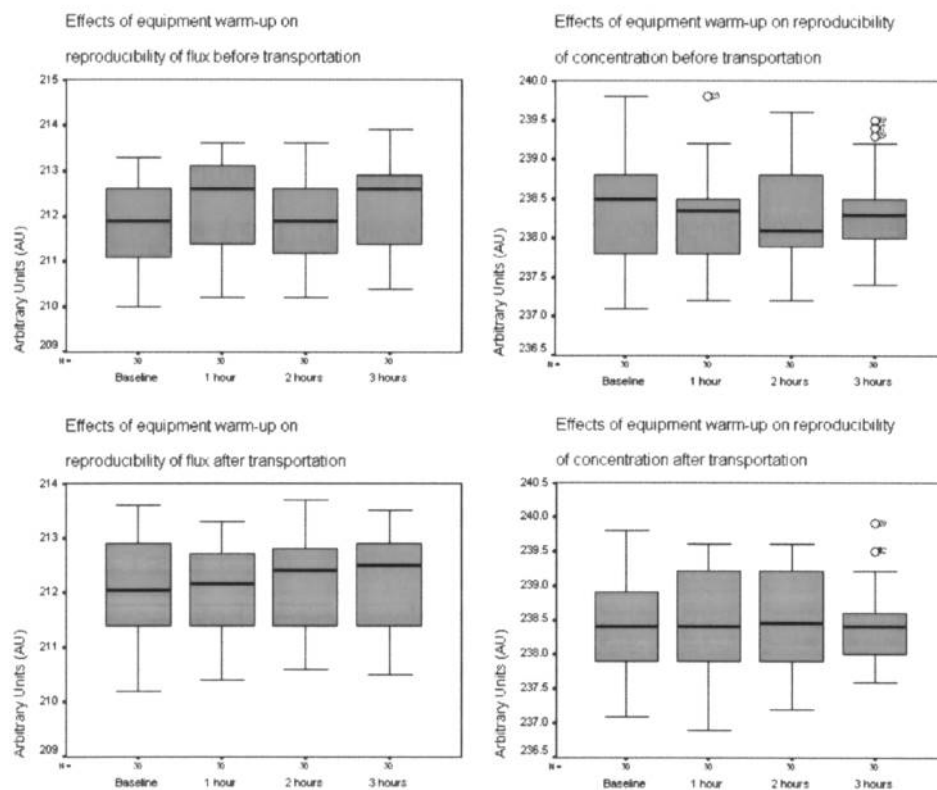 Effects of equipment warm-up on
reproducibility of flux before transportation
215
214
213
212
211
210
209
Arbitrary Units (AU)
N = 30 30 30 30
Baseline 1 hour 2 hours 3 hours
Effects of equipment warm-up on reproducibility
of concentration before transportation
240.0
239.5
239.0
238.5
238.0
237.5
237.0
236.5
Arbitrary Units (AU)
N = 30 30 30 30
Baseline 1 hour 2 hours 3 hours
Effects of equipment warm-up on
reproducibility of flux after transportation
214
213
212
211
210
209
Arbitrary Units (AU)
N = 30 30 30 30
Baseline 1 hour 2 hours 3 hours
Effects of equipment warm-up on reproducibility
of concentration after transportation
240.5
240.0
239.5
239.0
238.5
238.0
237.5
237.0
236.5
Arbitrary Units (AU)
N = 30 30 30 30
Baseline 1 hour 2 hours 3 hours